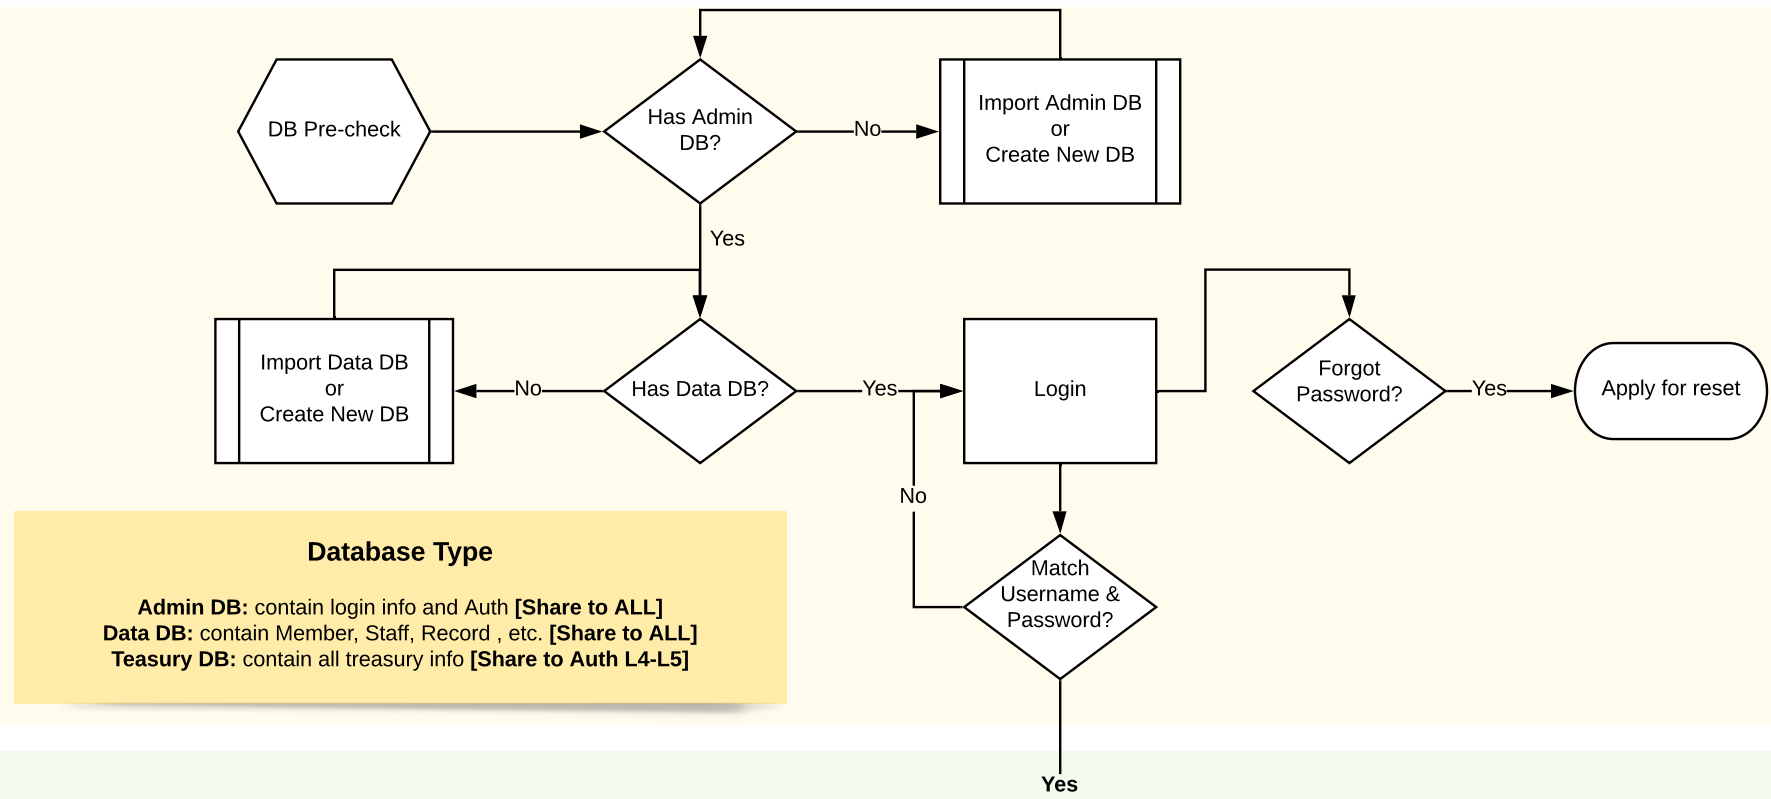 DB Pre-check
Has Admin
DB?
No
Import Admin DB
or
Create New DB
Yes
Import Data DB
or
Create New DB
No
Has Data DB?
Yes
Login
Forgot
Password?
Yes
Apply for reset
No
Match
Username &
Password?
Database Type
Admin DB: contain login info and Auth [Share to ALL]
Data DB: contain Member, Staff, Record , etc. [Share to ALL]
Teasury DB: contain all treasury info [Share to Auth L4-L5]
Yes